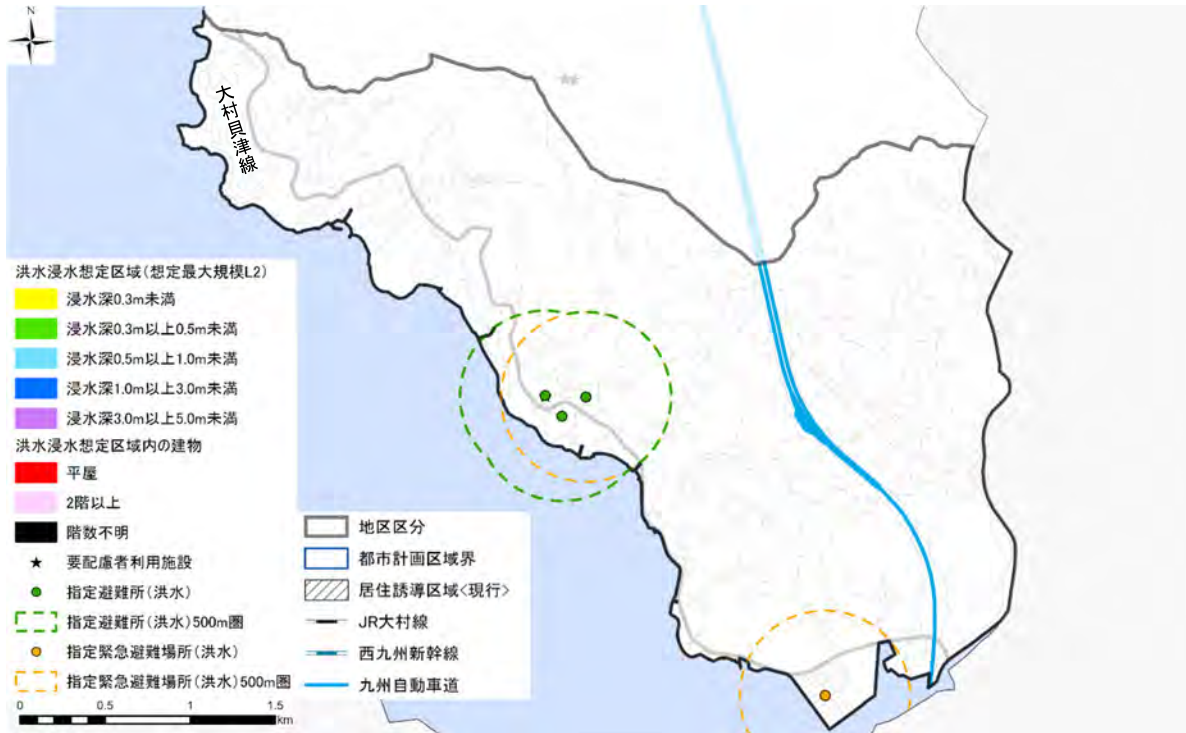 N
大村貝津線
洪水浸水想定区域(想定最大規模L2)
浸水深0.3m未満
浸水深0.3m以上0.5m未満
浸水深0.5m以上1.0m未満
浸水深1.0m以上3.0m未満
浸水深3.0m以上5.0m未満
洪水浸水想定区域内の建物
平屋
2階以上
階数不明
要配慮者利用施設
指定避難所(洪水)
指定避難所(洪水)500m圏
指定緊急避難場所(洪水)
指定緊急避難場所(洪水)500m圏
0 0.5 1 1.5
km
地区区分
都市計画区域界
居住誘導区域<現行>
JR大村線
西九州新幹線
九州自動車道